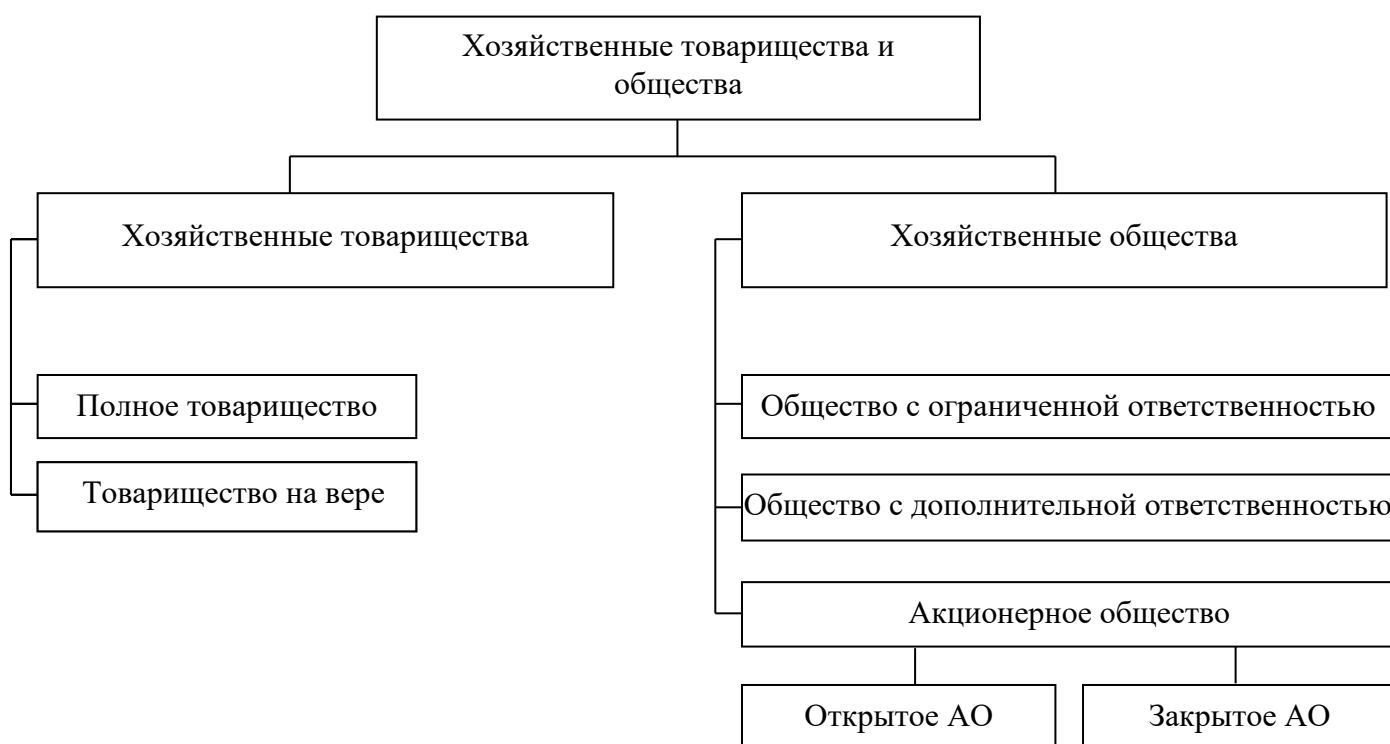 Хозяйственные товарищества и
общества
Хозяйственные товарищества
Хозяйственные общества
Полное товарищество
Товарищество на вере
Общество с ограниченной ответственностью
Общество с дополнительной ответственностью
Акционерное общество
Открытое АО
Закрытое АО